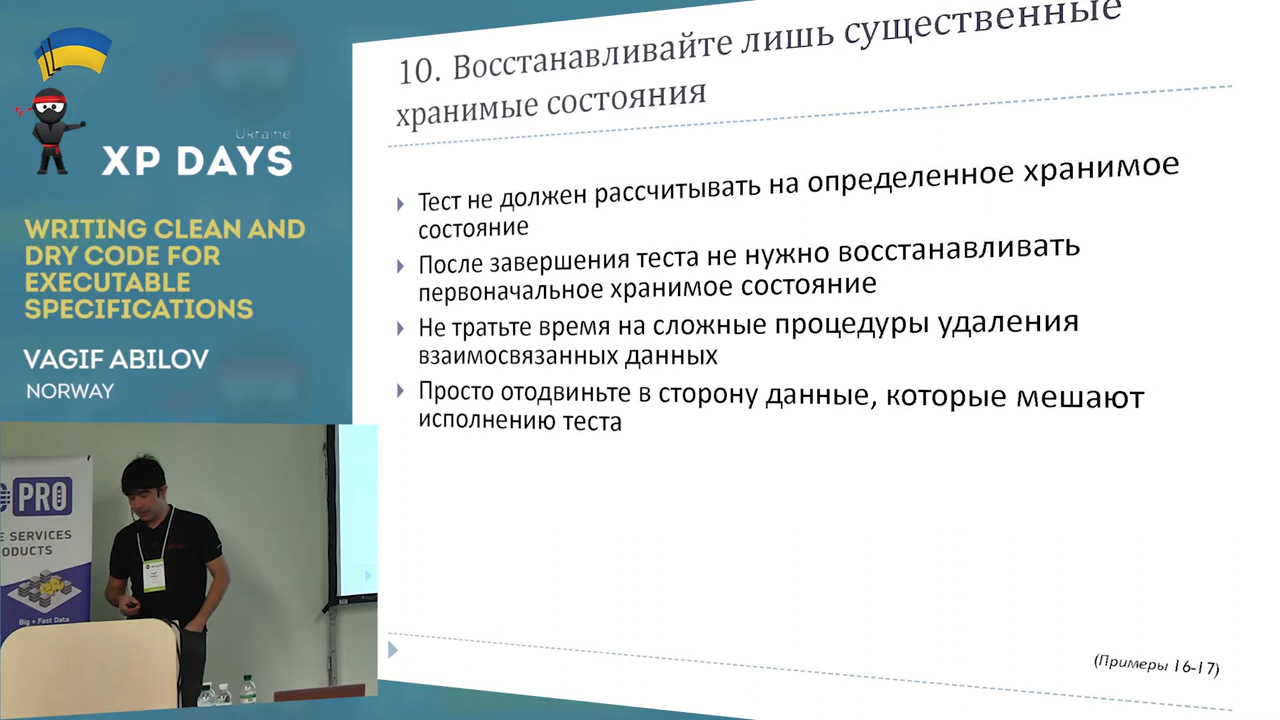 Ukraine
XP DAYS
WRITING CLEAN AND
DRY CODE FOR
EXECUTABLE
SPECIFICATIONS
VAGIF ABILOV
NORWAY
PRO
SERVICES
Big + Fast Data
10. Восстанавливайте лишь существенные
хранимые состояния
Тест не должен рассчитывать на определенное хранимое
состояние
После завершения теста не нужно восстанавливать
первоначальное хранимое состояние
Не тратьте время на сложные процедуры удаления
взаимосвязанных данных
Просто отодвиньте в сторону данные, которые мешают
исполнению теста
(Примеры 16-17)